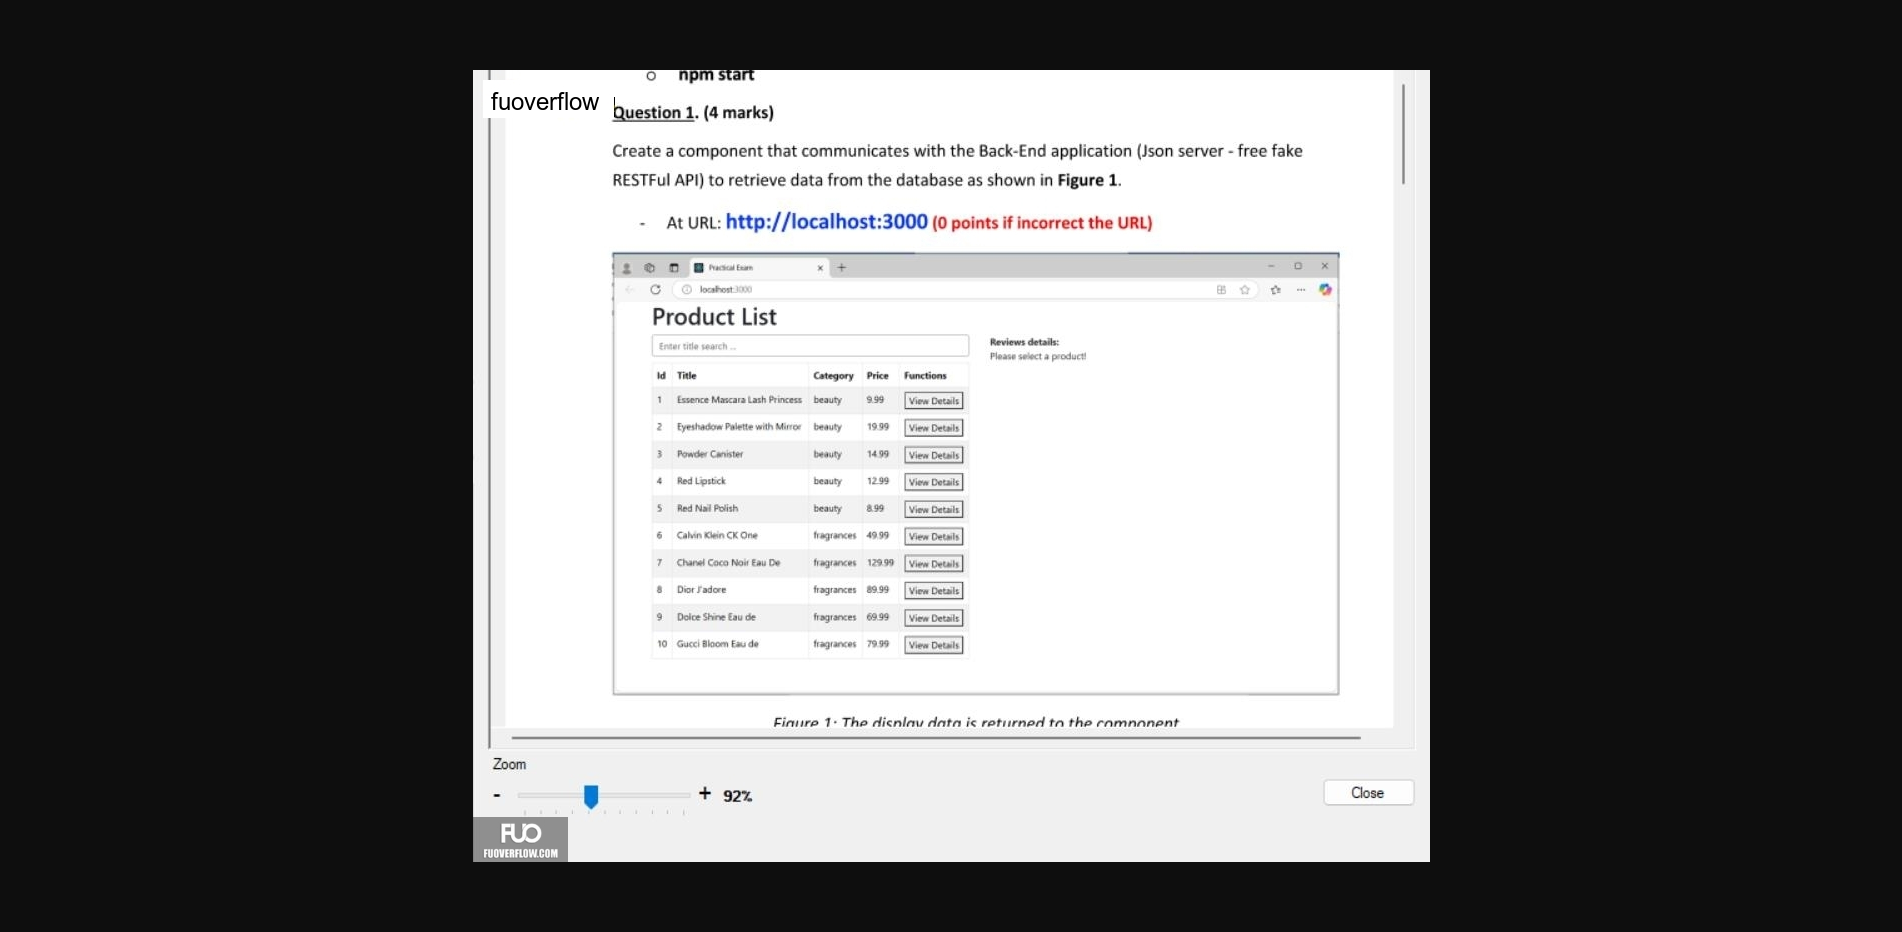 o npm start
fuoverflow
Question 1. (4 marks)
Create a component that communicates with the Back-End application (Json server - free fake
RESTFul API) to retrieve data from the database as shown in Figure 1.
- At URL: http://localhost:3000 (0 points if incorrect the URL)
Practical Exam
localhost:3000
Product List
Enter title search ...
Reviews details:
Please select a product!
Id Title Category Price Functions
1 Essence Mascara Lash Princess beauty 9.99 View Details
2 Eyeshadow Palette with Mirror beauty 19.99 View Details
3 Powder Canister beauty 14.99 View Details
4 Red Lipstick beauty 12.99 View Details
5 Red Nail Polish beauty 8.99 View Details
6 Calvin Klein CK One fragrances 49.99 View Details
7 Chanel Coco Noir Eau De fragrances 129.99 View Details
8 Dior J'adore fragrances 89.99 View Details
9 Dolce Shine Eau de fragrances 69.99 View Details
10 Gucci Bloom Eau de fragrances 79.99 View Details
Figure 1: The display data is returned to the component
Zoom
- + 92%
Close
FUO
FUOVERFLOW.COM